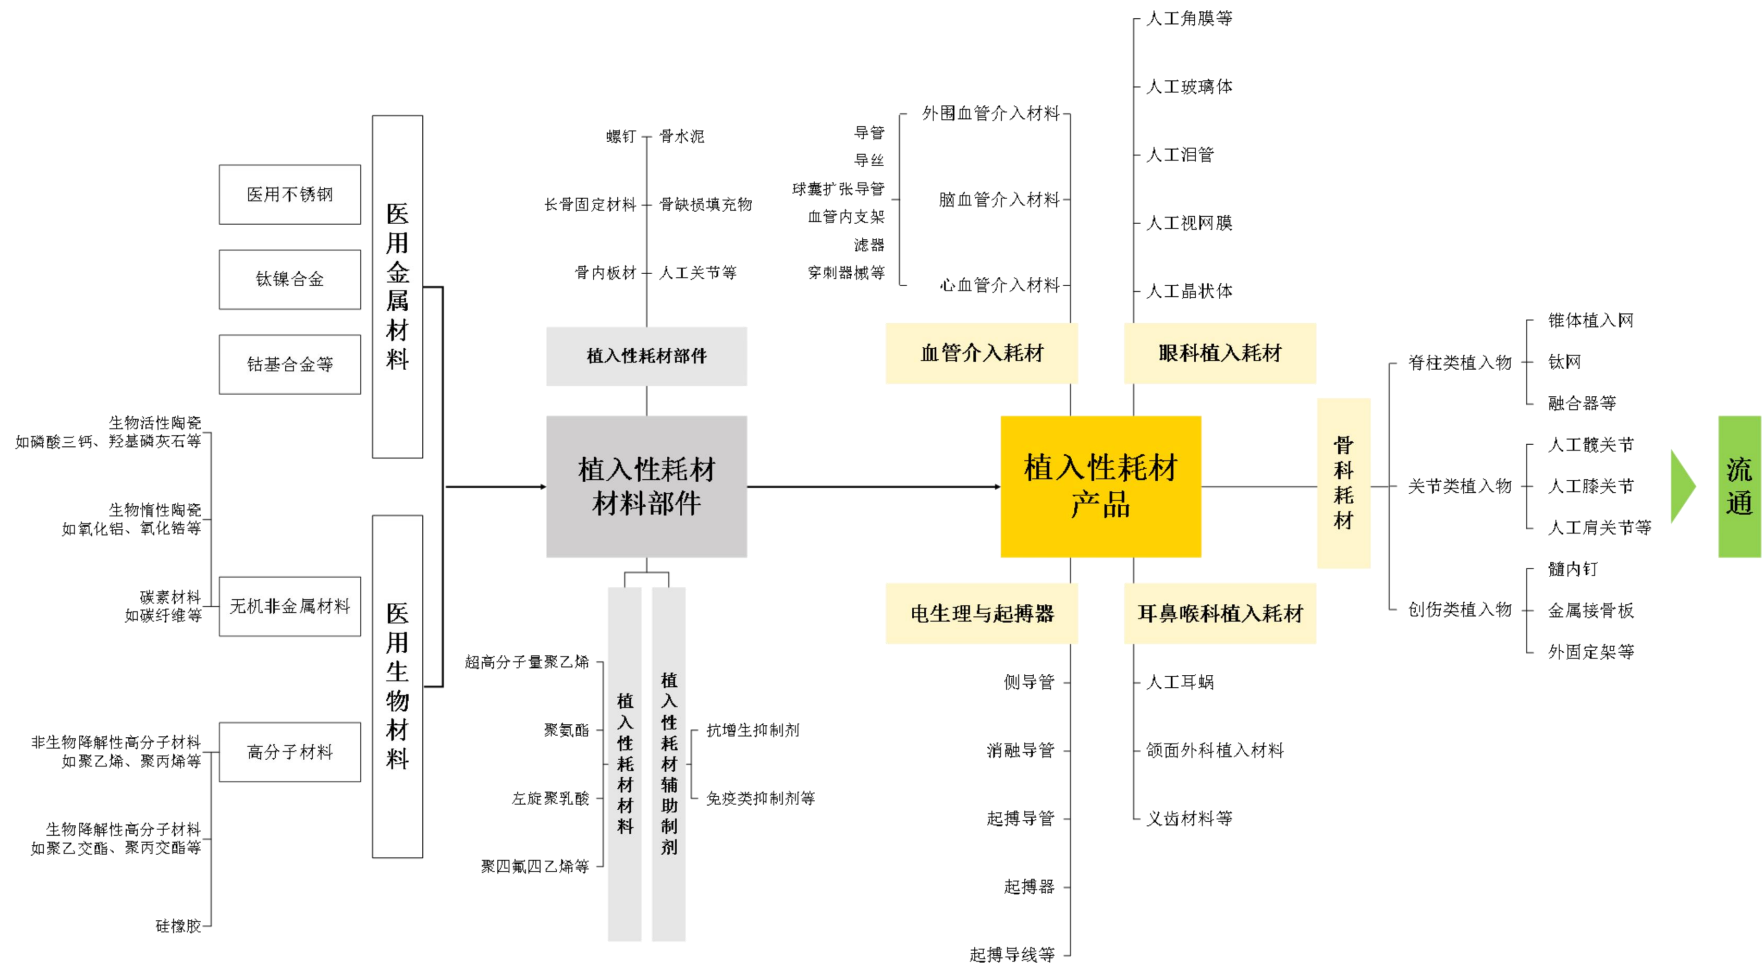 医用金属材料
医用不锈钢
钛镍合金
钴基合金等
医用生物材料
无机非金属材料
生物活性陶瓷
如磷酸三钙、羟基磷灰石等
生物惰性陶瓷
如氧化铝、氧化锆等
碳素材料
如碳纤维等
高分子材料
非生物降解性高分子材料
如聚乙烯、聚丙烯等
生物降解性高分子材料
如聚乙交酯、聚丙交酯等
硅橡胶
植入性耗材
材料部件
植入性耗材部件
螺钉
骨水泥
长骨固定材料
骨缺损填充物
骨内板材
人工关节等
植入性耗材材料
超高分子量聚乙烯
聚氨酯
左旋聚乳酸
聚四氟四乙烯等
植入性耗材辅助制剂
抗增生抑制剂
免疫类抑制剂等
植入性耗材
产品
血管介入耗材
外围血管介入材料
脑血管介入材料
心血管介入材料
导管
导丝
球囊扩张导管
血管内支架
滤器
穿刺器械等
眼科植入耗材
人工角膜等
人工玻璃体
人工泪管
人工视网膜
人工晶状体
骨科耗材
脊柱类植入物
锥体植入网
钛网
融合器等
关节类植入物
人工髋关节
人工膝关节
人工肩关节等
创伤类植入物
髓内钉
金属接骨板
外固定架等
电生理与起搏器
侧导管
消融导管
起搏导管
起搏器
起搏导线等
耳鼻喉科植入耗材
人工耳蜗
颌面外科植入材料
义齿材料等
流通